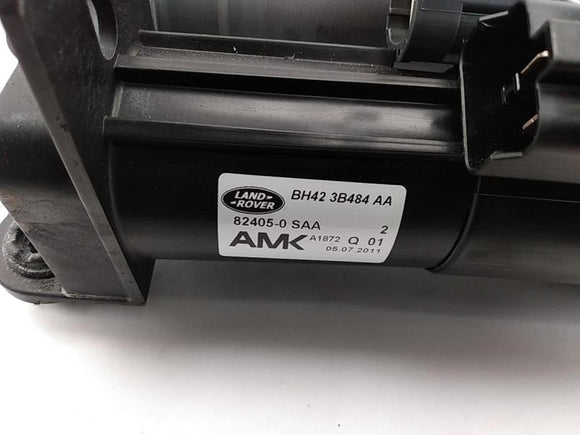 LAND-ROVER BH42 3B484 AA
82405-0 SAA 2
AMK A1872 Q 01
05.07.2011